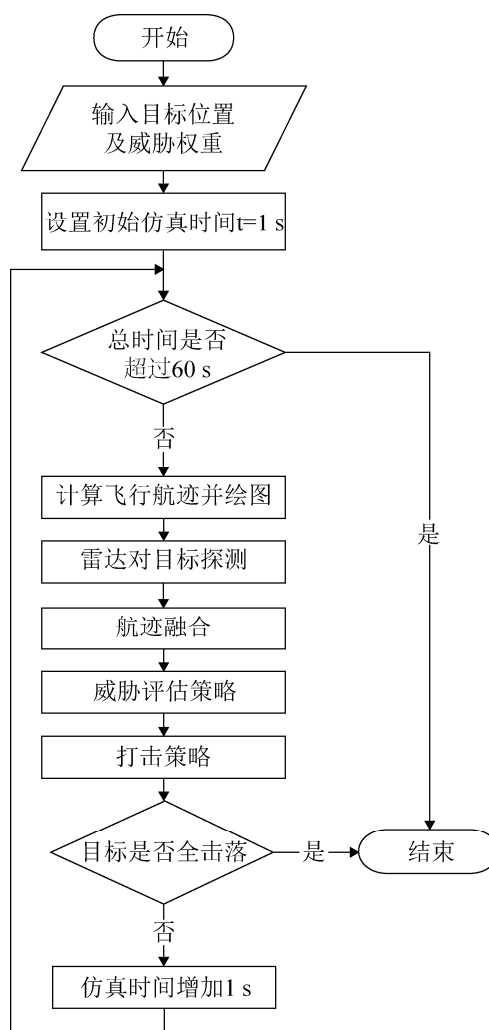 开始
输入目标位置
及威胁权重
设置初始仿真时间t=1 s
总时间是否
超过60 s
否
计算飞行航迹并绘图
是
雷达对目标探测
航迹融合
威胁评估策略
打击策略
目标是否全击落
是
结束
否
仿真时间增加1 s